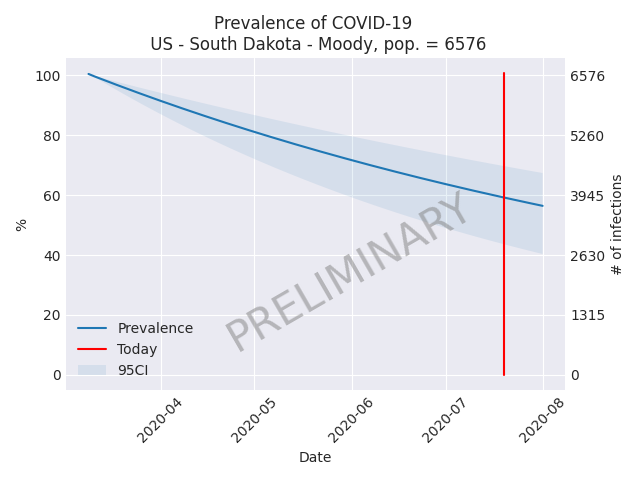 Prevalence of COVID-19
US - South Dakota - Moody, pop. = 6576
100
80
60
40
20
0
%
6576
5260
3945
2630
1315
0
# of infections
PRELIMINARY
Prevalence
Today
95CI
2020-04
2020-05
2020-06
2020-07
2020-08
Date